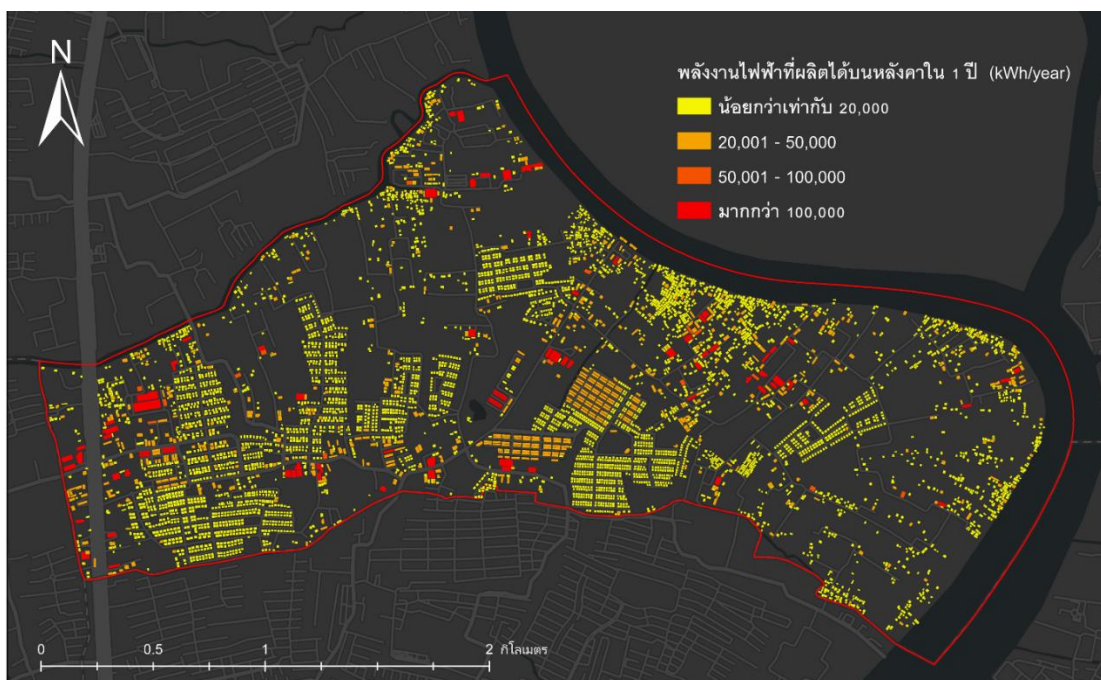 N
พลังงานไฟฟ้าที่ผลิตได้บนหลังคาใน 1 ปี (kWh/year)
น้อยกว่าเท่ากับ 20,000
20,001 - 50,000
50,001 - 100,000
มากกว่า 100,000
0 0.5 1 2 กิโลเมตร